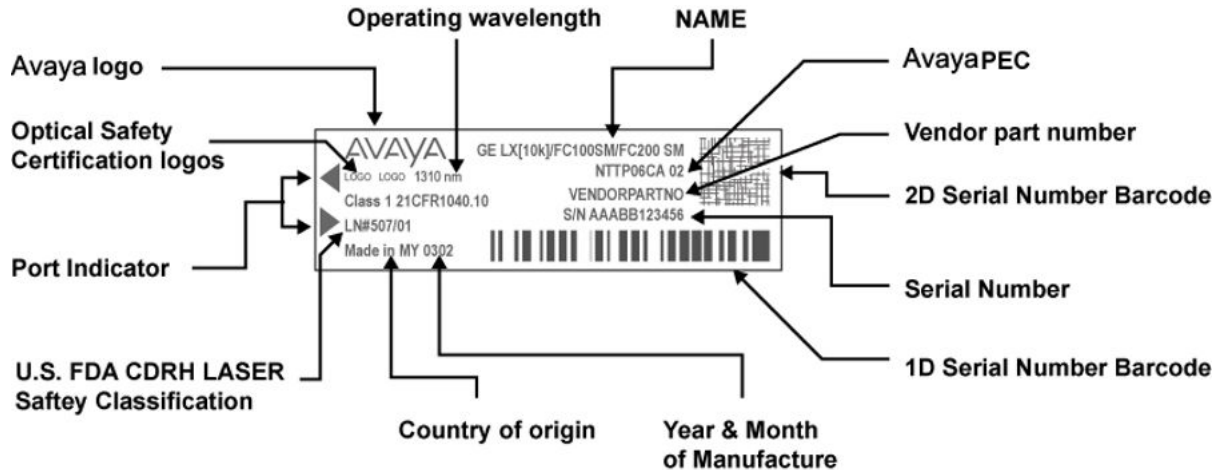 Operating wavelength
NAME
Avaya logo
Avaya PEC
Optical Safety
Certification logos
Vendor part number
2D Serial Number Barcode
Port Indicator
Serial Number
U.S. FDA CDRH LASER
Saftey Classification
1D Serial Number Barcode
Country of origin
Year & Month
of Manufacture
AVAYA
LOGO LOGO 1310 nm
Class 1 21CFR1040.10
LN#507/01
Made in MY 0302
GE LX[10k]/FC100SM/FC200 SM
NTTP06CA 02
VENDORPARTNO
S/N AAABB123456